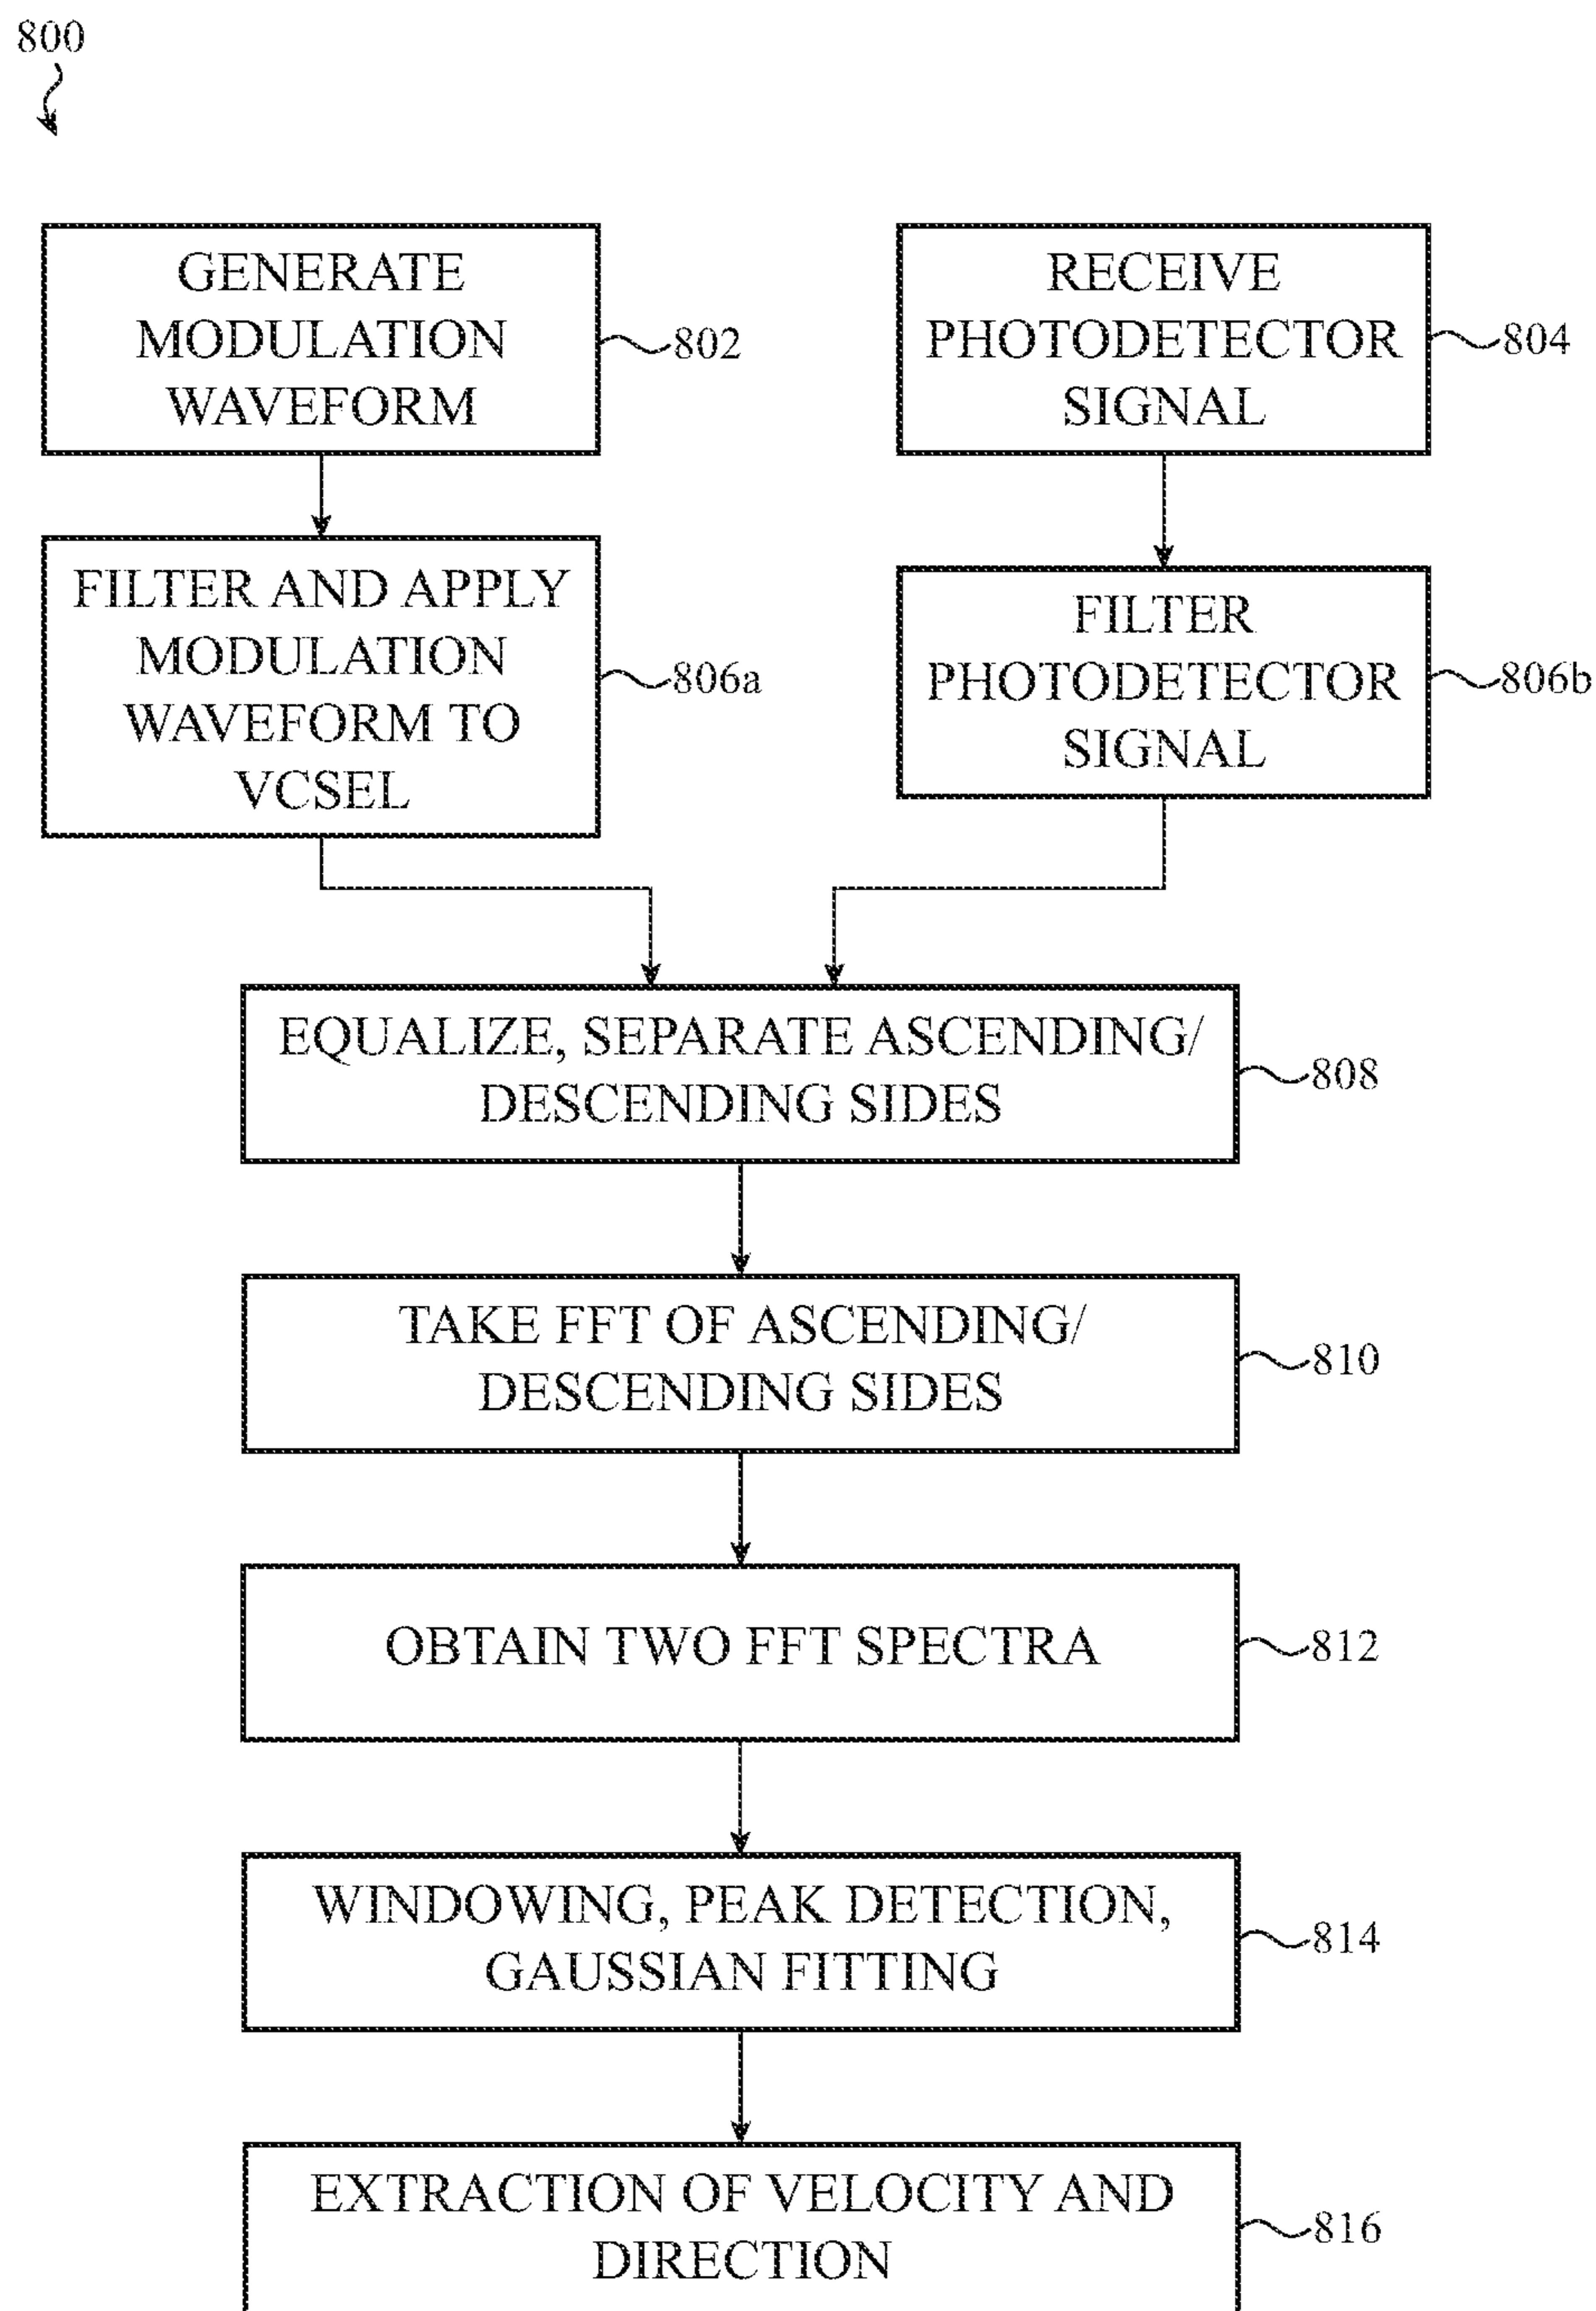 800
GENERATE
MODULATION
WAVEFORM
802
RECEIVE
PHOTODETECTOR
SIGNAL
804
FILTER AND APPLY
MODULATION
WAVEFORM TO
VCSEL
806a
FILTER
PHOTODETECTOR
SIGNAL
806b
EQUALIZE, SEPARATE ASCENDING/
DESCENDING SIDES
808
TAKE FFT OF ASCENDING/
DESCENDING SIDES
810
OBTAIN TWO FFT SPECTRA
812
WINDOWING, PEAK DETECTION,
GAUSSIAN FITTING
814
EXTRACTION OF VELOCITY AND
DIRECTION
816